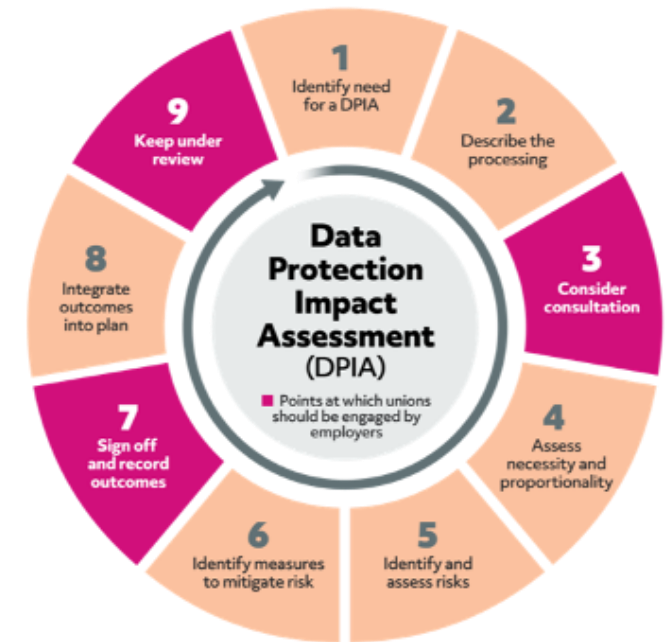 1
Identify need
for a DPIA
2
Describe the
processing
3
Consider
consultation
4
Assess
necessity and
proportionality
5
Identify and
assess risks
6
Identify measures
to mitigate risk
7
Sign off
and record
outcomes
8
Integrate
outcomes
into plan
9
Keep under
review
Data
Protection
Impact
Assessment
(DPIA)
Points at which unions
should be engaged by
employers